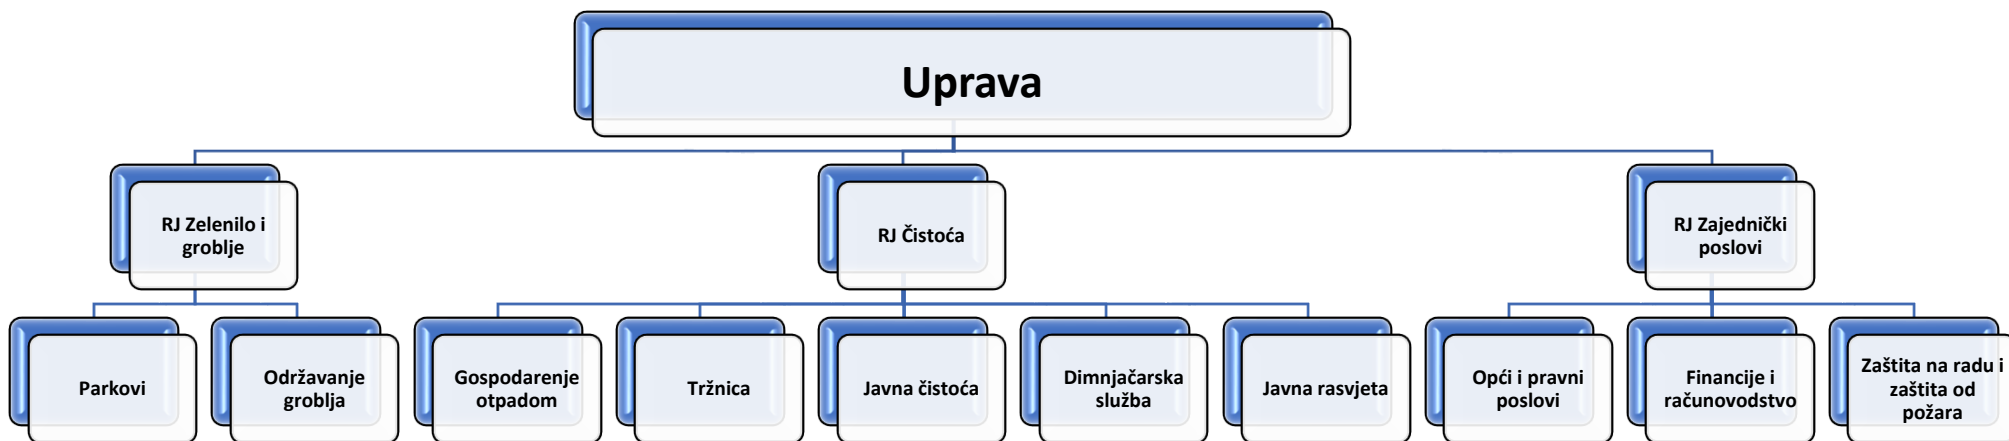 Uprava
RJ Zelenilo i
groblje
RJ Čistoća
RJ Zajednički
poslovi
Parkovi
Održavanje
groblja
Gospodarenje
otpadom
Tržnica
Javna čistoća
Dimnjačarska
služba
Javna rasvjeta
Opći i pravni
poslovi
Financije i
računovodstvo
Zaštita na radu i
zaštita od
požara